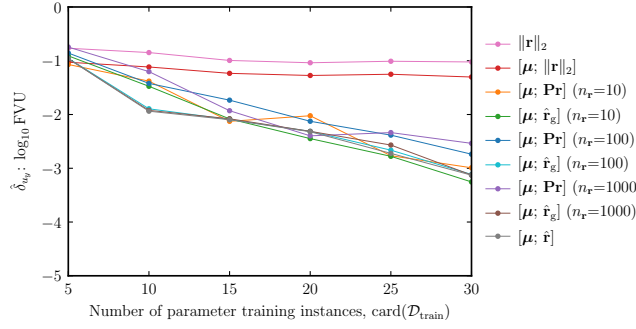 −0
−1
−2
−3
−4
−5
5
10
15
20
25
30
δ̂_{u_y}: log₁₀ FVU
Number of parameter training instances, card(𝒟_train)
‖r‖₂
[μ; ‖r‖₂]
[μ; Pr] (n_r=10)
[μ; r̂_g] (n_r=10)
[μ; Pr] (n_r=100)
[μ; r̂_g] (n_r=100)
[μ; Pr] (n_r=1000
[μ; r̂_g] (n_r=1000)
[μ; r̂]